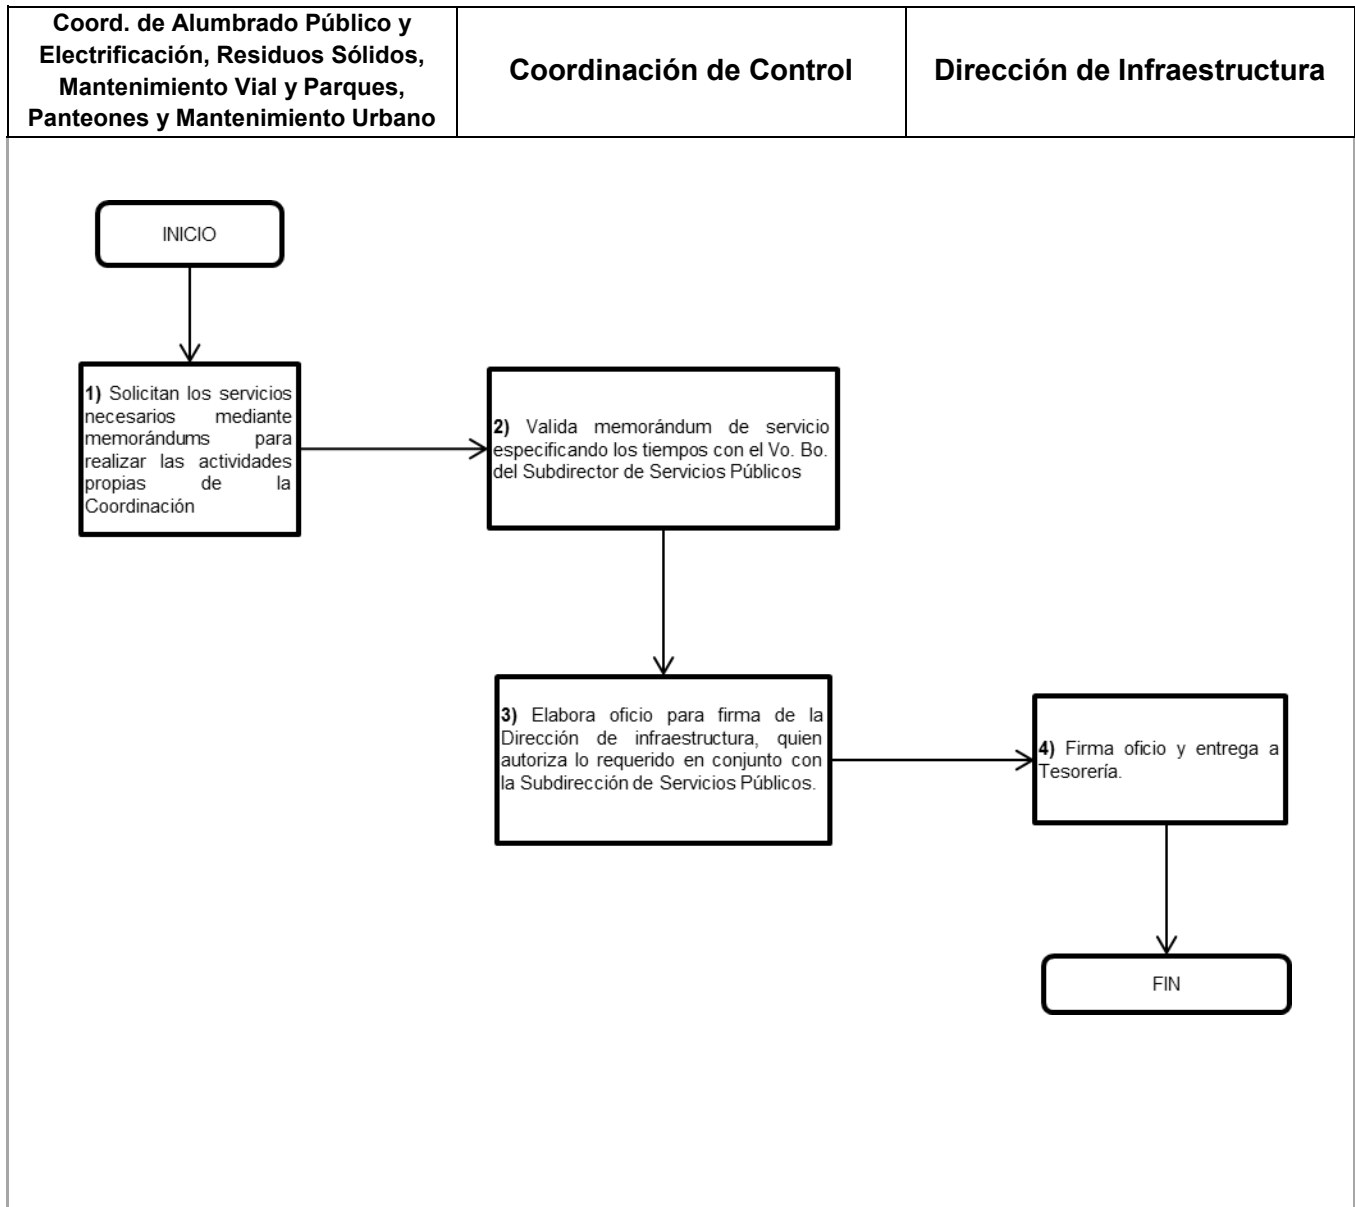 Coord. de Alumbrado Público y
Electrificación, Residuos Sólidos,
Mantenimiento Vial y Parques,
Panteones y Mantenimiento Urbano
Coordinación de Control
Dirección de Infraestructura
INICIO
1) Solicitan los servicios
necesarios mediante
memorándums para
realizar las actividades
propias de la
Coordinación
2) Valida memorándum de servicio
especificando los tiempos con el Vo. Bo.
del Subdirector de Servicios Públicos
3) Elabora oficio para firma de la
Dirección de infraestructura, quien
autoriza lo requerido en conjunto con
la Subdirección de Servicios Públicos.
4) Firma oficio y entrega a
Tesorería.
FIN